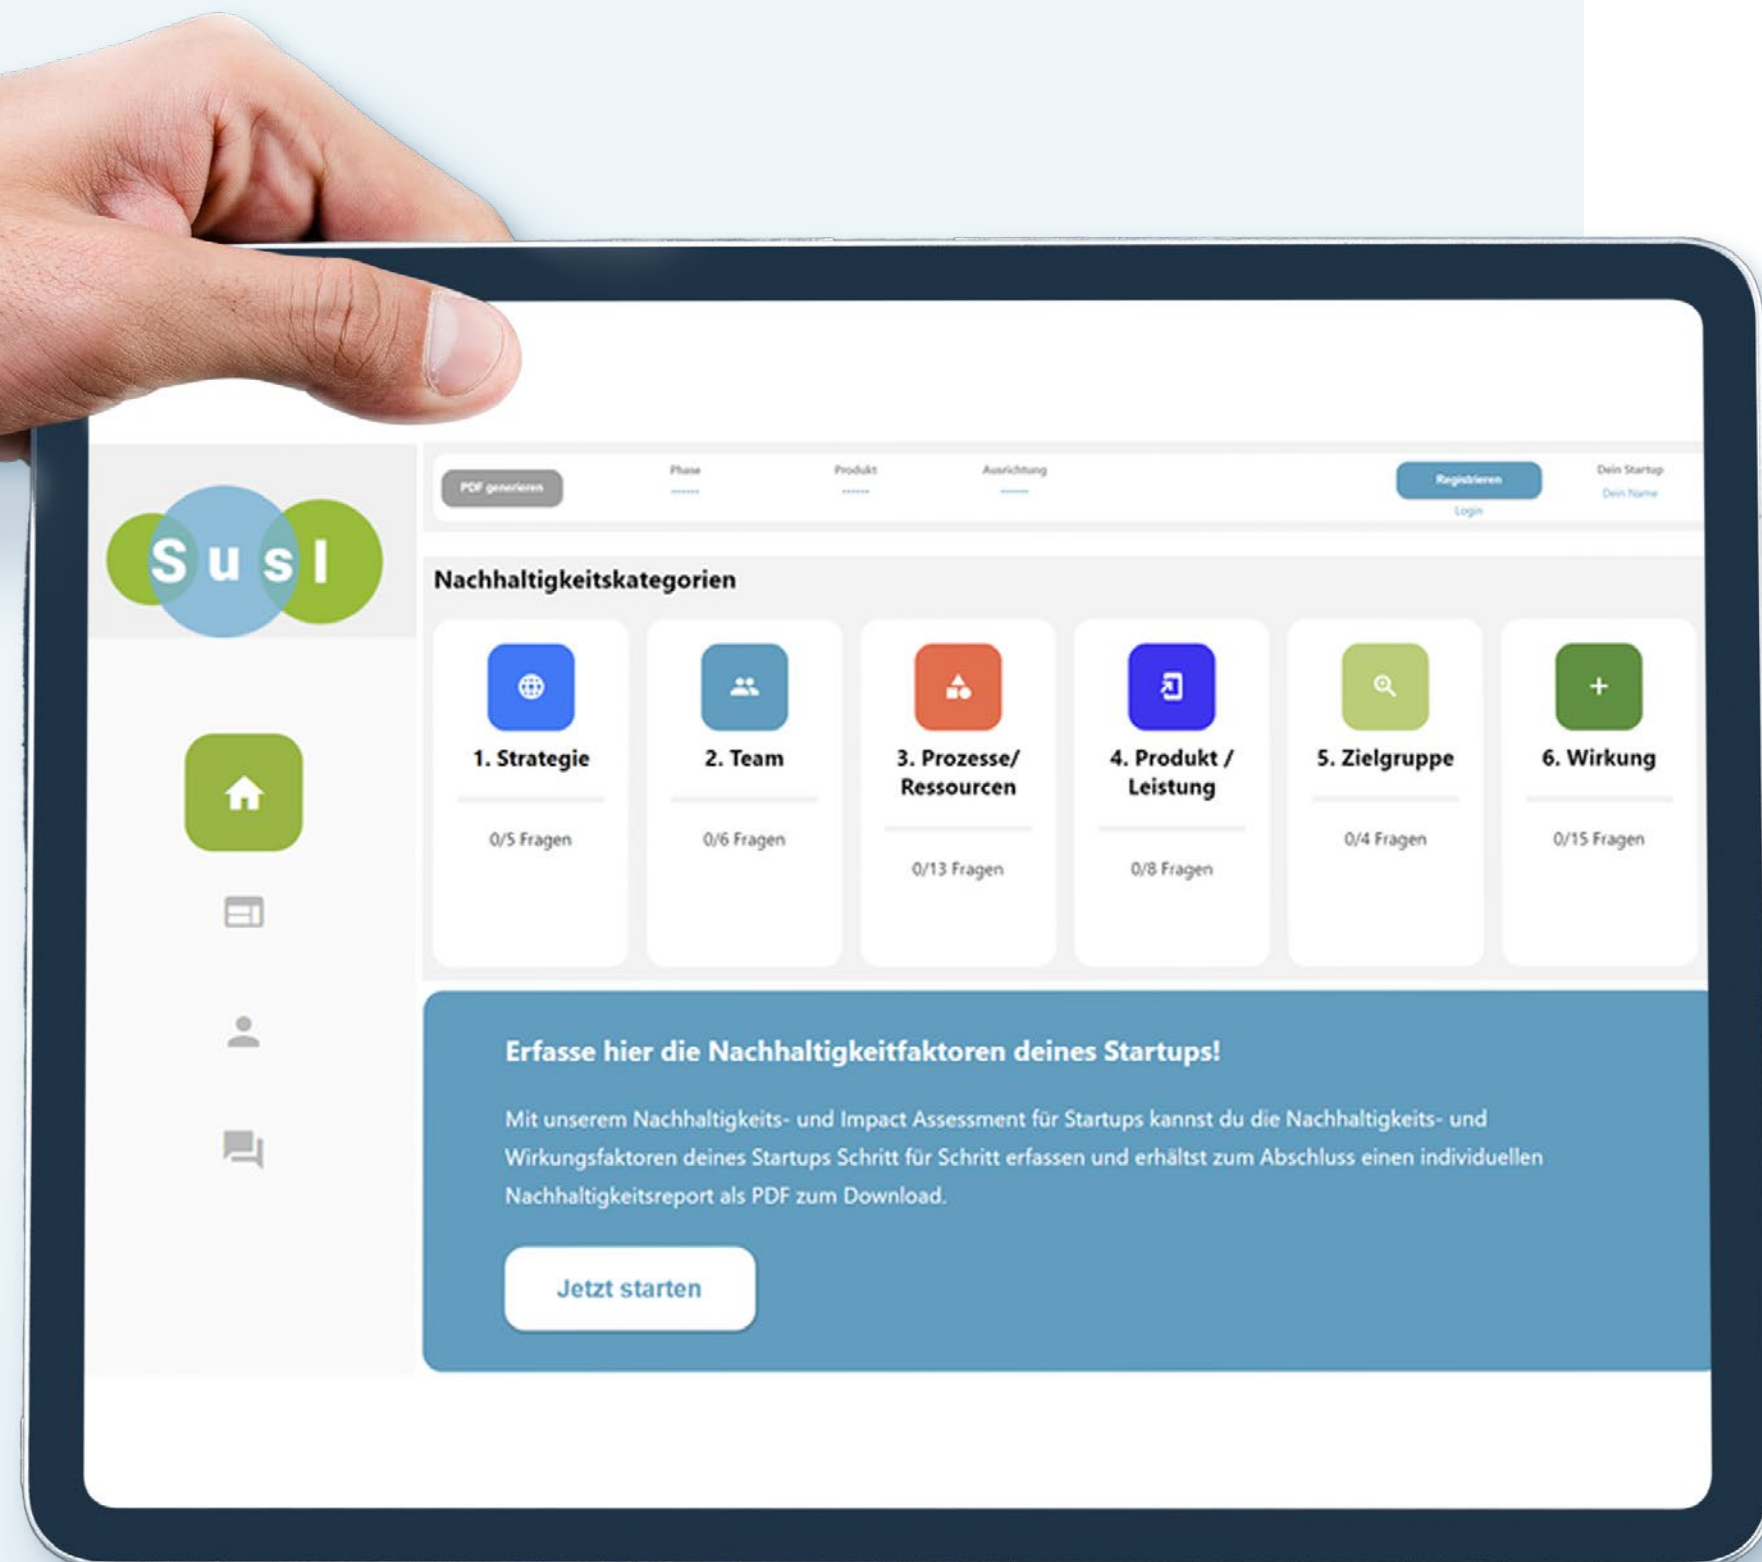 SusI
PDF generieren
Phase
Produkt
Ausrichtung
Registrieren
Login
Dein Startup
Dein Name
Nachhaltigkeitskategorien
1. Strategie
0/5 Fragen
2. Team
0/6 Fragen
3. Prozesse/
Ressourcen
0/13 Fragen
4. Produkt /
Leistung
0/8 Fragen
5. Zielgruppe
0/4 Fragen
6. Wirkung
0/15 Fragen
Erfasse hier die Nachhaltigkeitfaktoren deines Startups!
Mit unserem Nachhaltigkeits- und Impact Assessment für Startups kannst du die Nachhaltigkeits- und
Wirkungsfaktoren deines Startups Schritt für Schritt erfassen und erhältst zum Abschluss einen individuellen
Nachhaltigkeitsreport als PDF zum Download.
Jetzt starten